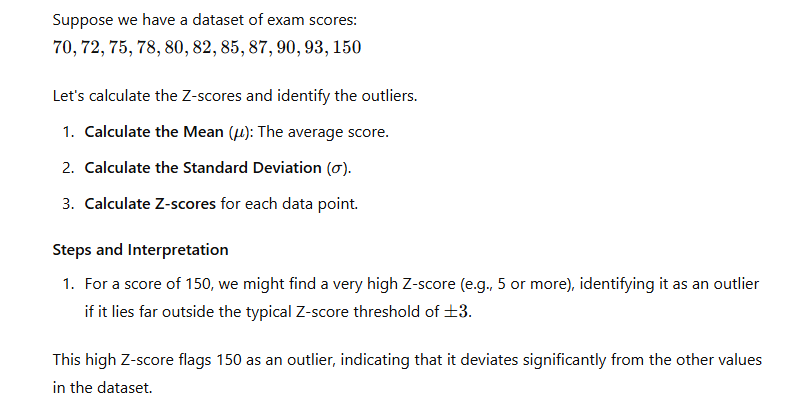 Suppose we have a dataset of exam scores:
70, 72, 75, 78, 80, 82, 85, 87, 90, 93, 150
Let's calculate the Z-scores and identify the outliers.
1. Calculate the Mean (μ): The average score.
2. Calculate the Standard Deviation (σ).
3. Calculate Z-scores for each data point.
Steps and Interpretation
1. For a score of 150, we might find a very high Z-score (e.g., 5 or more), identifying it as an outlier
if it lies far outside the typical Z-score threshold of ±3.
This high Z-score flags 150 as an outlier, indicating that it deviates significantly from the other values
in the dataset.